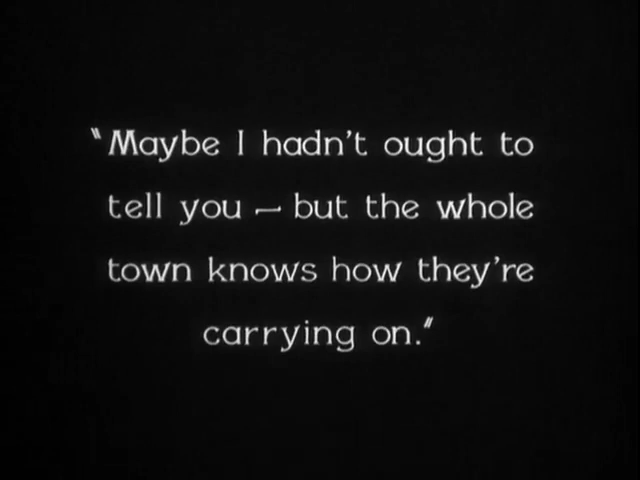 "Maybe I hadn't ought to
tell you — but the whole
town knows how they're
carrying on."